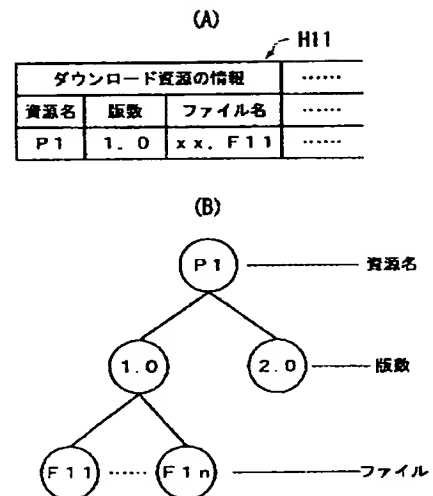 (A)
H11
ダウンロード資源の情報 ……
資源名 版数 ファイル名 ……
P1 1.0 xx.F11 ……
(B)
P1 資源名
1.0 2.0 版数
F11 …… F1n ファイル